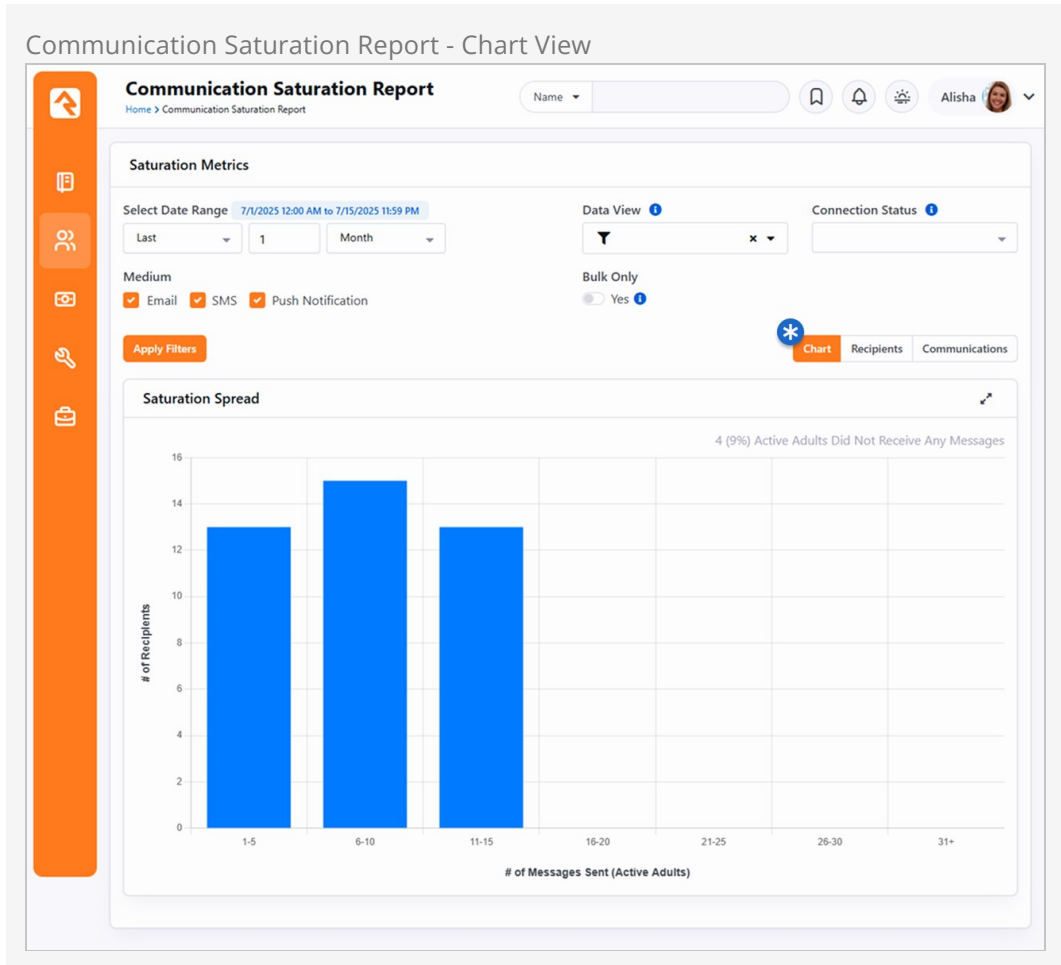 Communication Saturation Report - Chart View
Communication Saturation Report
Home > Communication Saturation Report
Name
Alisha
Saturation Metrics
Select Date Range 7/1/2025 12:00 AM to 7/15/2025 11:59 PM
Data View
Connection Status
Last 1 Month
Medium
Bulk Only
Email SMS Push Notification
Yes
Apply Filters
Chart Recipients Communications
Saturation Spread
4 (9%) Active Adults Did Not Receive Any Messages
16
14
12
10
8
6
4
2
0
# of Recipients
1-5 6-10 11-15 16-20 21-25 26-30 31+
# of Messages Sent (Active Adults)